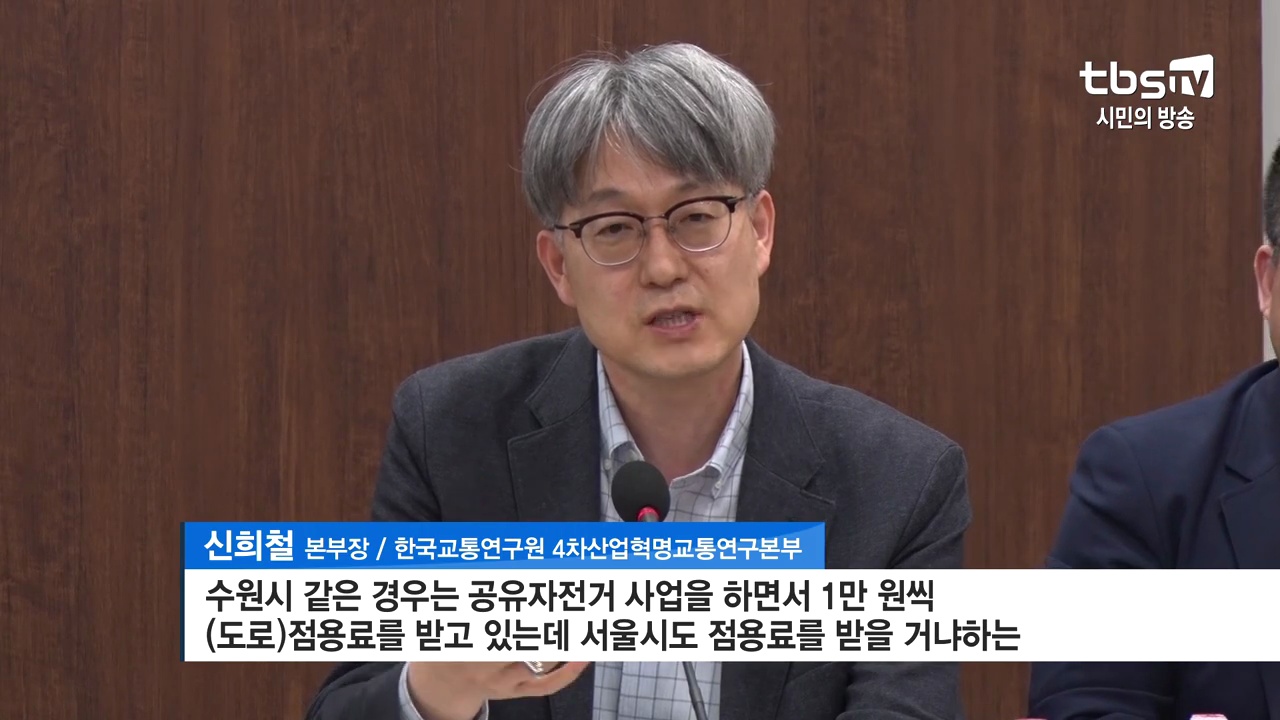 tbs TV
시민의 방송
신희철 본부장 / 한국교통연구원 4차산업혁명교통연구본부
수원시 같은 경우는 공유자전거 사업을 하면서 1만 원씩
(도로)점용료를 받고 있는데 서울시도 점용료를 받을 거냐하는